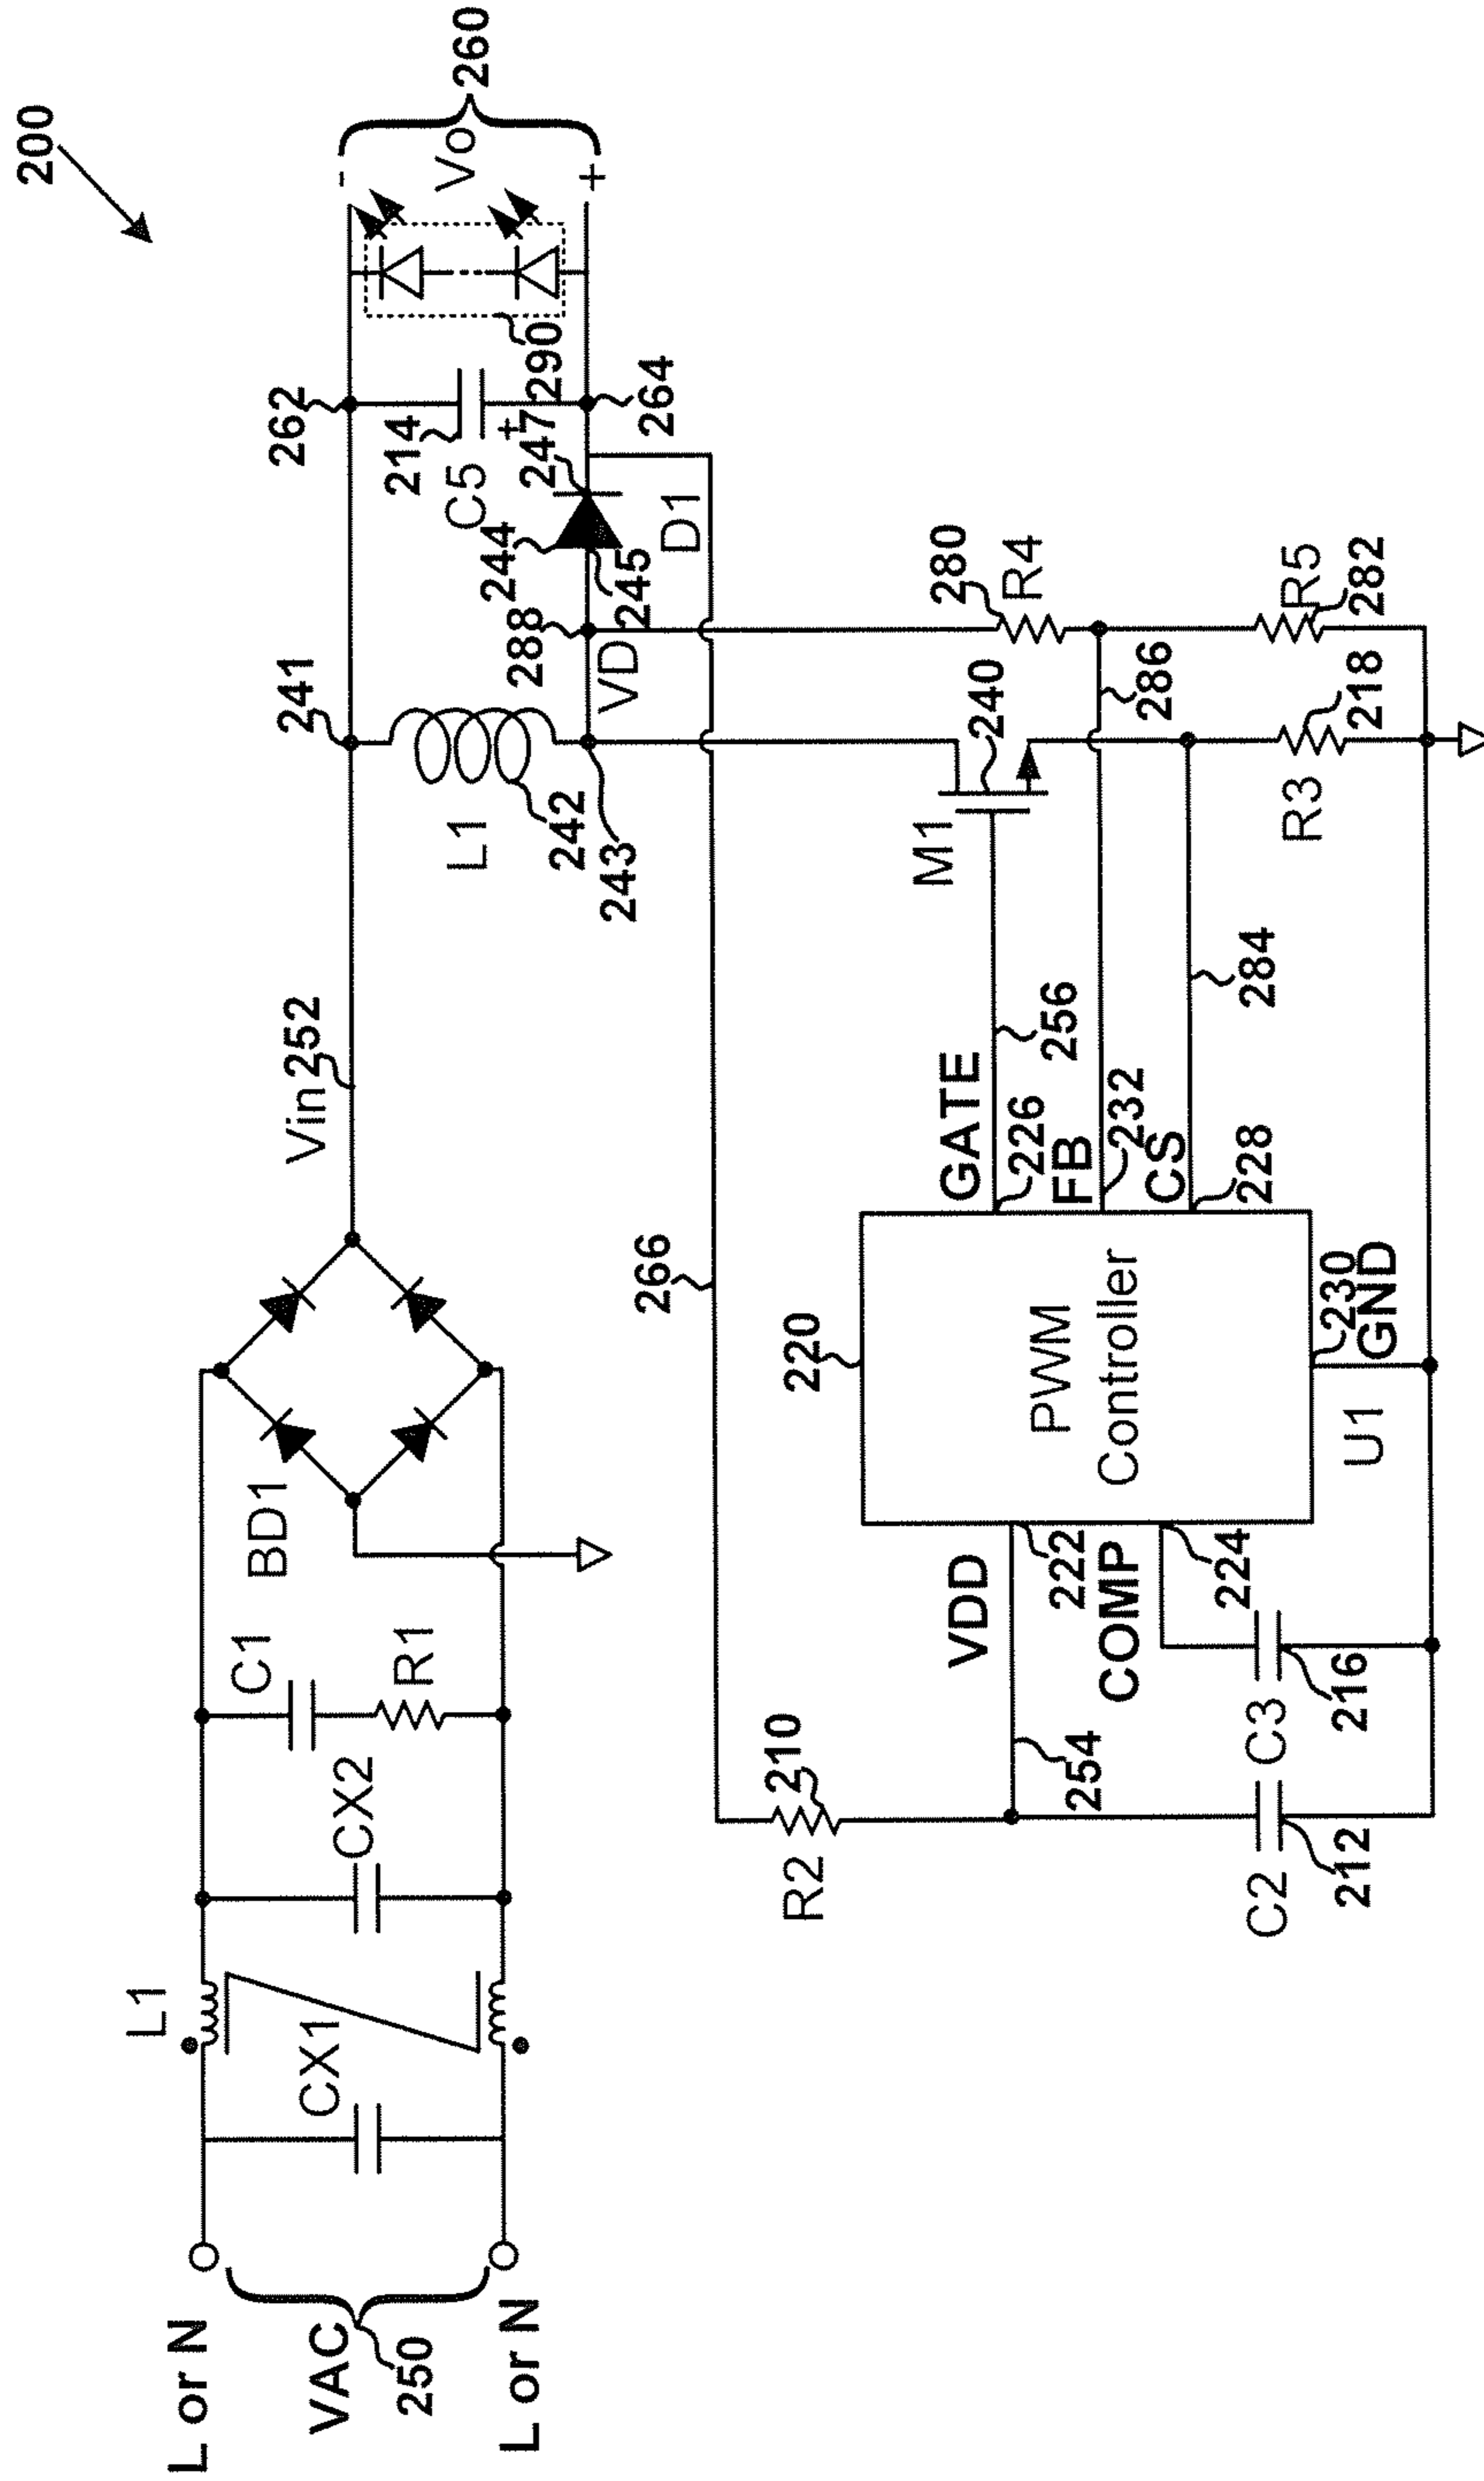 200
L or N
VAC
250
L or N
L1
CX1
CX2
C1
R1
BD1
Vin
252
241
L1
242
243
VD
288
244
245
247
D1
262
214
C5
+
264
290
-
Vo
+
260
266
R2
210
VDD
254
222
COMP
224
C3
216
C2
212
220
PWM
Controller
U1
230
GND
GATE
226
256
FB
232
CS
228
284
M1
240
286
280
R4
R5
282
R3
218